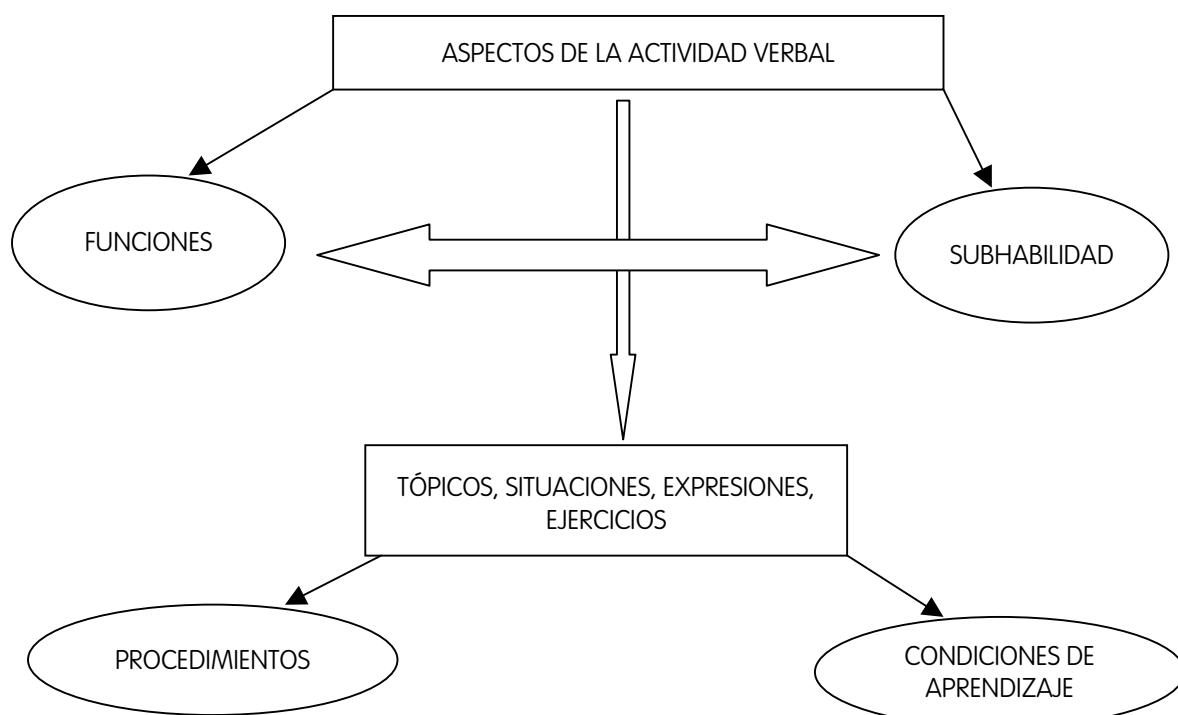 ASPECTOS DE LA ACTIVIDAD VERBAL
FUNCIONES
SUBHABILIDAD
TÓPICOS, SITUACIONES, EXPRESIONES,
EJERCICIOS
PROCEDIMIENTOS
CONDICIONES DE
APRENDIZAJE